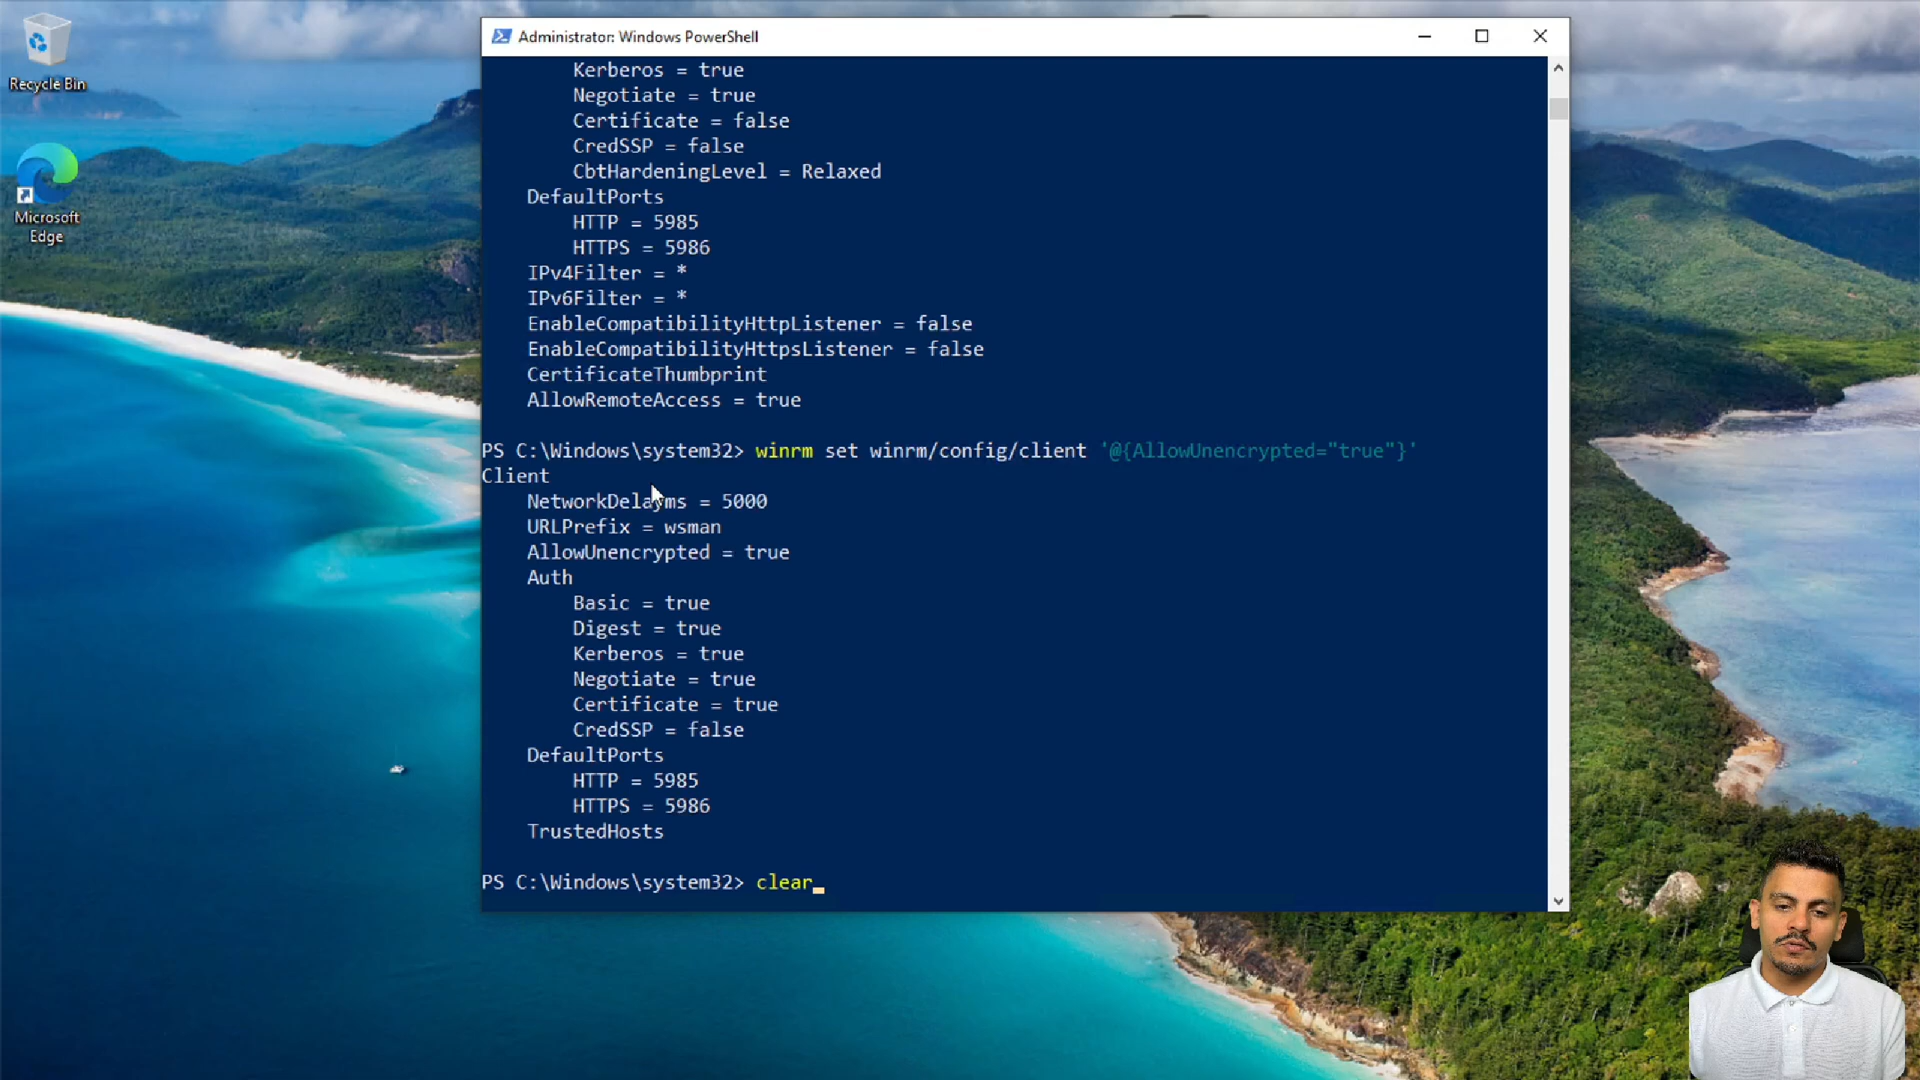 Recycle Bin
Microsoft
Edge
Administrator: Windows PowerShell
Kerberos = true
Negotiate = true
Certificate = false
CredSSP = false
CbtHardeningLevel = Relaxed
DefaultPorts
HTTP = 5985
HTTPS = 5986
IPv4Filter = *
IPv6Filter = *
EnableCompatibilityHttpListener = false
EnableCompatibilityHttpsListener = false
CertificateThumbprint
AllowRemoteAccess = true
PS C:\Windows\system32> winrm set winrm/config/client '@{AllowUnencrypted="true"}'
Client
NetworkDelayms = 5000
URLPrefix = wsman
AllowUnencrypted = true
Auth
Basic = true
Digest = true
Kerberos = true
Negotiate = true
Certificate = true
CredSSP = false
DefaultPorts
HTTP = 5985
HTTPS = 5986
TrustedHosts
PS C:\Windows\system32> clear_